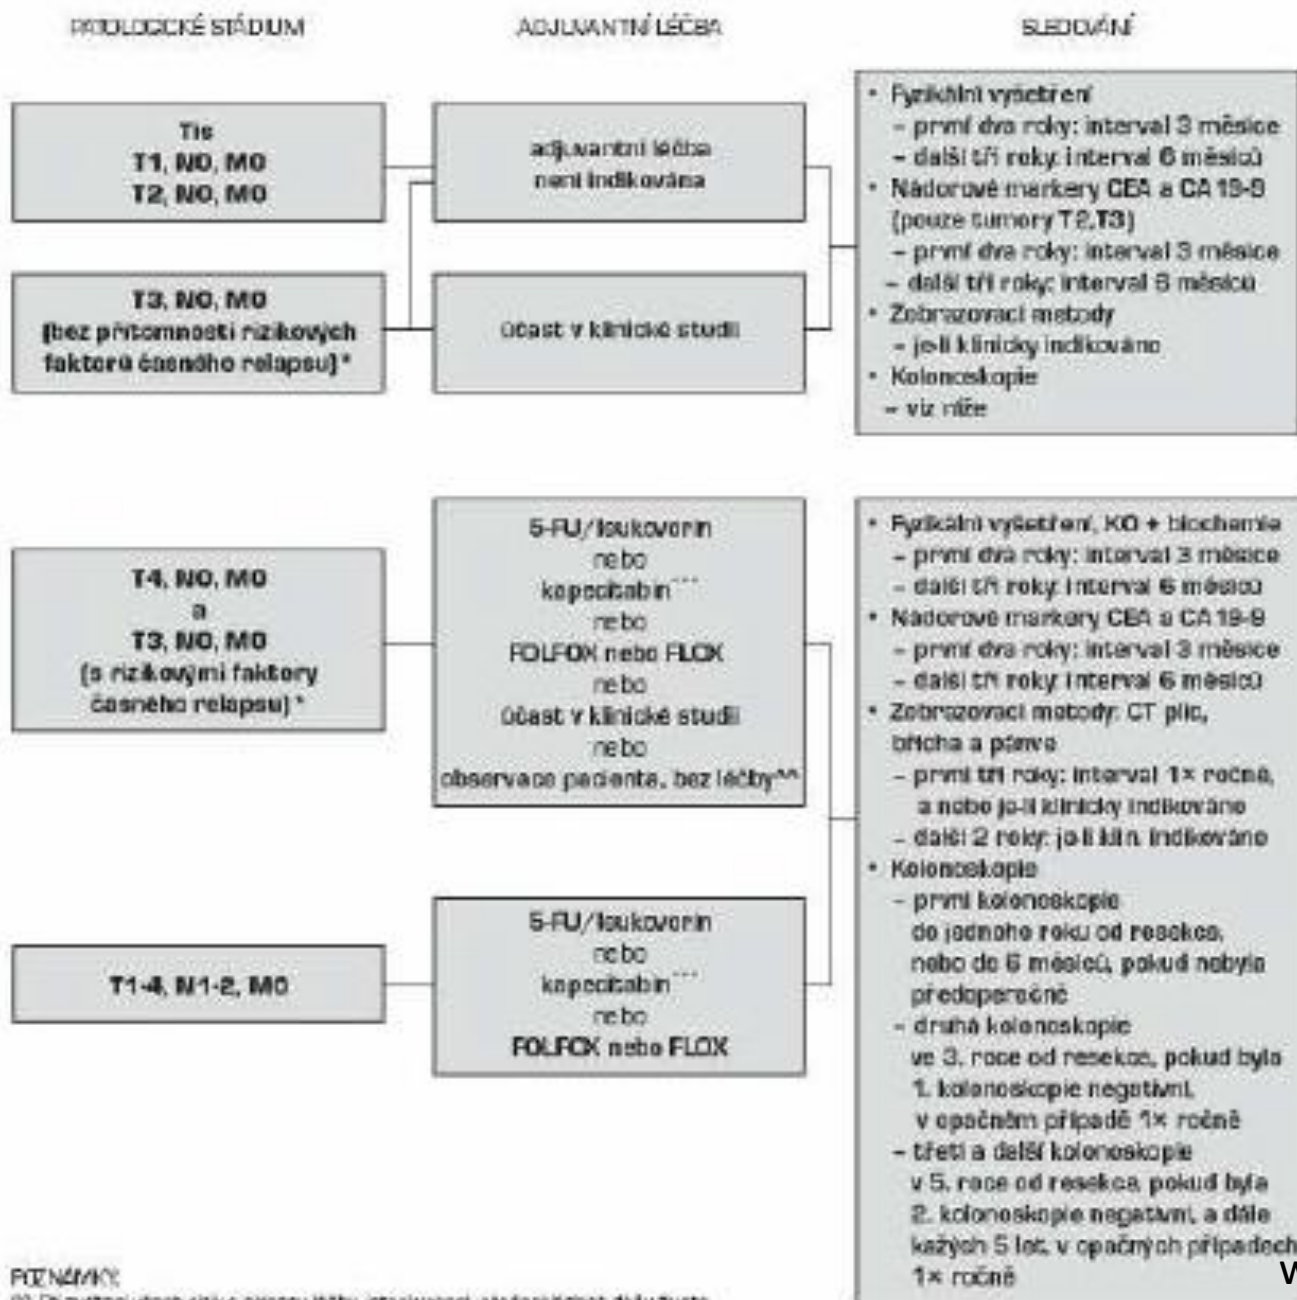 PATOLOGICKÉ STÁDIUM
ADJUVANTNÍ LÉČBA
SLEDOVÁNÍ
Tis
T1, N0, M0
T2, N0, M0
T3, N0, M0
(bez přítomnosti rizikových
faktorů časného relapsu)*
adjuvantní léčba
není indikována
účast v klinické studii
• Fyzikální vyšetření
– první dva roky: interval 3 měsíce
– další tři roky: interval 6 měsíců
• Nádorové markery CEA a CA 19-9
(pouze tumory T2,T3)
– první dva roky: interval 3 měsíce
– další tři roky: interval 6 měsíců
• Zobrazovací metody
– je-li klinicky indikováno
• Kolonoskopie
– viz níže
T4, N0, M0
a
T3, N0, M0
(s rizikovými faktory
časného relapsu)*
T1-4, N1-2, M0
5-FU/leukovorin
nebo
kapecitabin^^^
nebo
FOLFOX nebo FLOX
nebo
účast v klinické studii
nebo
observace pacienta, bez léčby^^
5-FU/leukovorin
nebo
kapecitabin^^^
nebo
FOLFOX nebo FLOX
• Fyzikální vyšetření, KO + biochemie
– první dva roky: interval 3 měsíce
– další tři roky: interval 6 měsíců
• Nádorové markery CEA a CA 19-9
– první dva roky: interval 3 měsíce
– další tři roky: interval 6 měsíců
• Zobrazovací metody: CT plic,
břicha a pánve
– první tři roky: interval 1× ročně,
a nebo je-li klinicky indikováno
– další 2 roky: je-li klin. indikováno
• Kolonoskopie
– první kolonoskopie
do jednoho roku od resekce,
nebo do 6 měsíců, pokud nebyla
předoperačně
– druhá kolonoskopie
ve 3. roce od resekce, pokud byla
1. kolonoskopie negativní,
v opačném případě 1× ročně
– třetí a další kolonoskopie
v 5. roce od resekce, pokud byla
2. kolonoskopie negativní, a dále
každých 5 let, v opačných případech
1× ročně
POZNÁMKY:
W